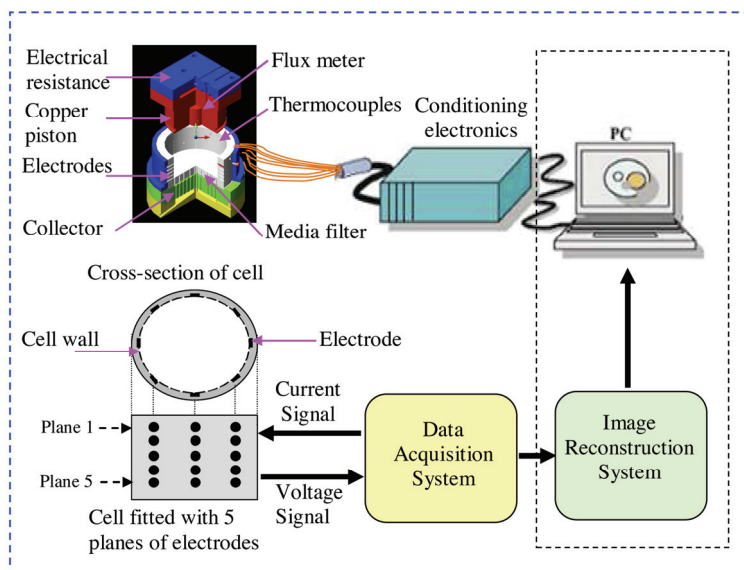 Electrical
resistance
Copper
piston
Electrodes
Collector
Flux meter
Thermocouples
Media filter
Conditioning
electronics
PC
Cross-section of cell
Cell wall
Electrode
Plane 1
Plane 5
Current
Signal
Voltage
Signal
Cell fitted with 5
planes of electrodes
Data
Acquisition
System
Image
Reconstruction
System